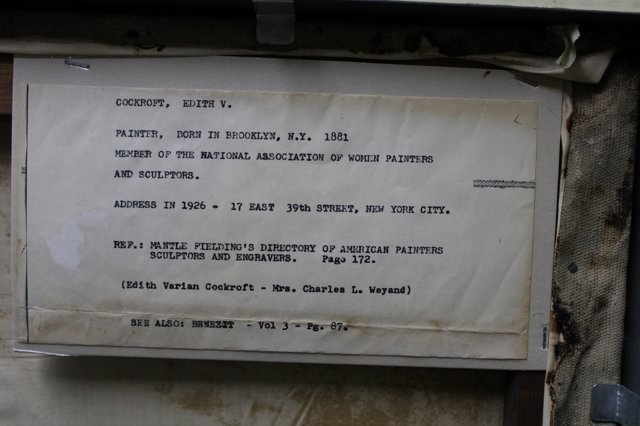 COCKROFT, EDITH V.
PAINTER, BORN IN BROOKLYN, N.Y. 1881
MEMBER OF THE NATIONAL ASSOCIATION OF WOMEN PAINTERS
AND SCULPTORS.
ADDRESS IN 1926 - 17 EAST 39th STREET, NEW YORK CITY.
REF.: MANTLE FIELDING'S DIRECTORY OF AMERICAN PAINTERS
SCULPTORS AND ENGRAVERS. Page 172.
(Edith Varian Cockroft - Mrs. Charles L. Weyand)
SEE ALSO: BENEZIT - Vol 3 - Pg. 87.